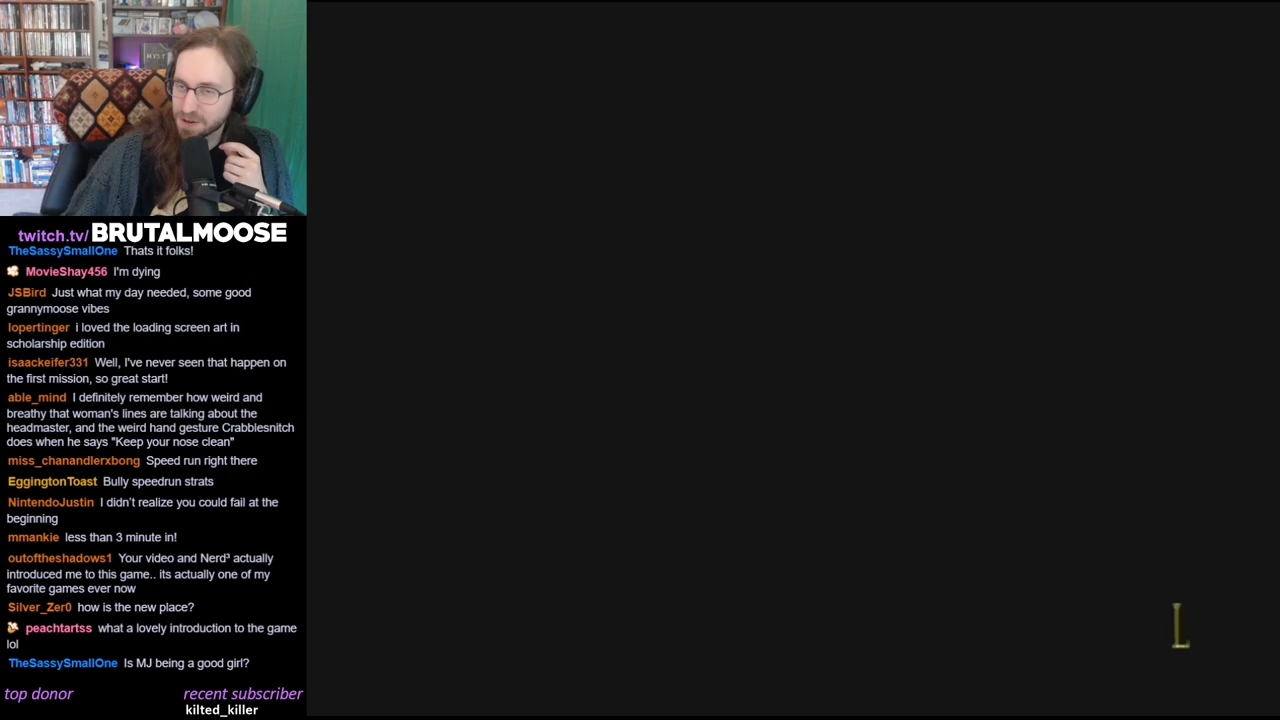 twitch.tv/BRUTALMOOSE
TheSassySmallOne Thats it folks!
MovieShay456 I'm dying
JSBird Just what my day needed, some good
grannymoose vibes
lopertinger i loved the loading screen art in
scholarship edition
isaackeifer331 Well, I've never seen that happen on
the first mission, so great start!
able_mind I definitely remember how weird and
breathy that woman's lines are talking about the
headmaster, and the weird hand gesture Crabblesnitch
does when he says "Keep your nose clean"
miss_chanandlerxbong Speed run right there
EggingtonToast Bully speedrun strats
NintendoJustin I didn't realize you could fail at the
beginning
mmankie less than 3 minute in!
outoftheshadows1 Your video and Nerd³ actually
introduced me to this game.. its actually one of my
favorite games ever now
Silver_Zer0 how is the new place?
peachtartss what a lovely introduction to the game
lol
TheSassySmallOne Is MJ being a good girl?
top donor recent subscriber
kilted_killer
L